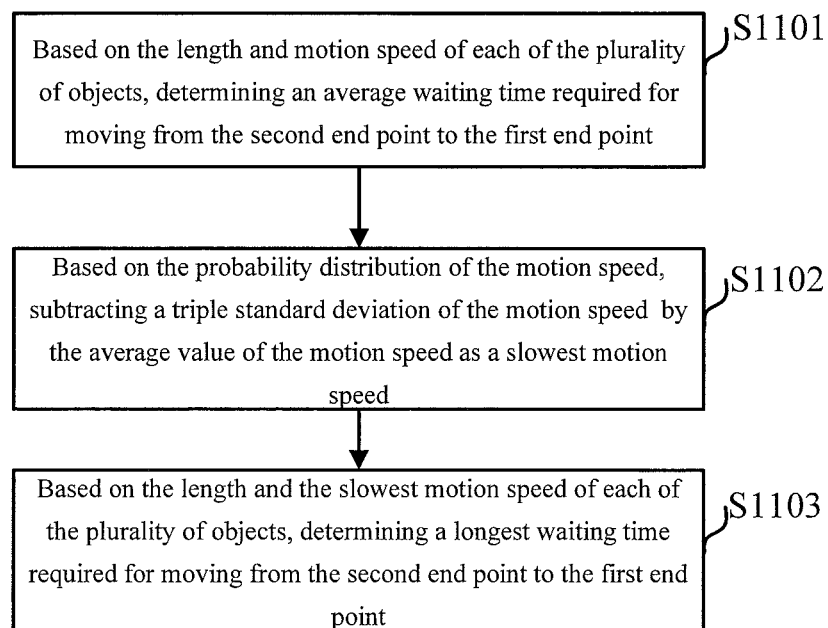 Based on the length and motion speed of each of the plurality
of objects, determining an average waiting time required for
moving from the second end point to the first end point
S1101
Based on the probability distribution of the motion speed,
subtracting a triple standard deviation of the motion speed by
the average value of the motion speed as a slowest motion
speed
S1102
Based on the length and the slowest motion speed of each of
the plurality of objects, determining a longest waiting time
required for moving from the second end point to the first end
point
S1103